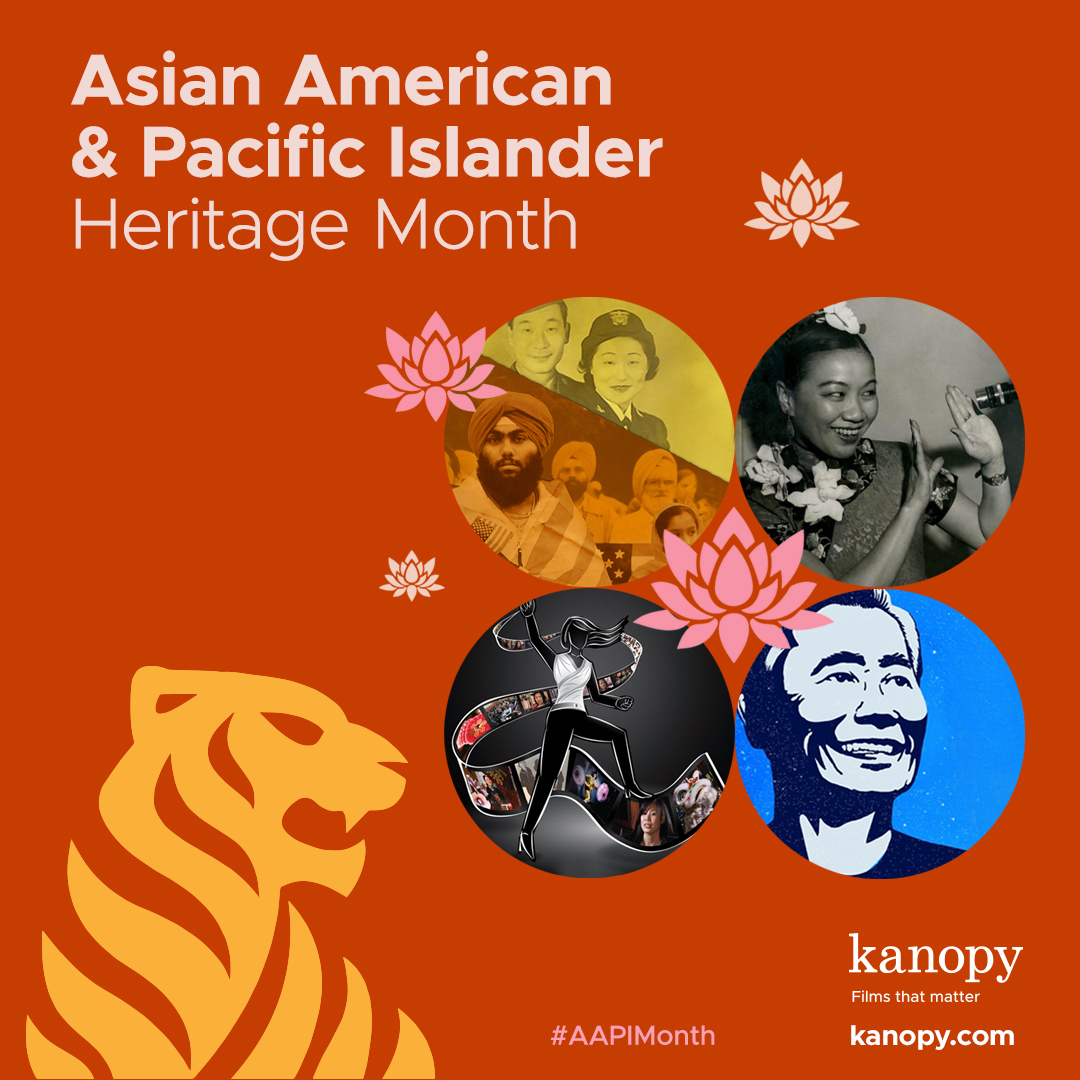 Asian American
& Pacific Islander
Heritage Month
kanopy
Films that matter
#AAPIMonth
kanopy.com